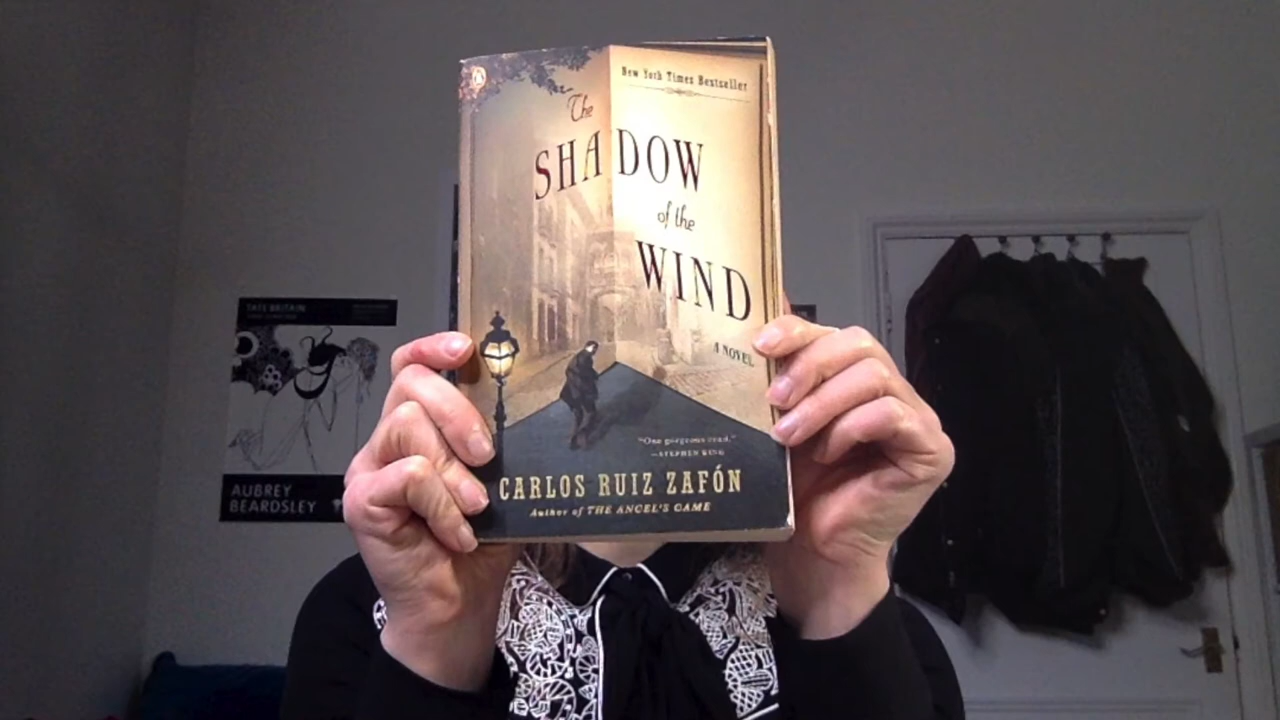 New York Times Bestseller
The
SHADOW
of the
WIND
A NOVEL
"One gorgeous read."
—STEPHEN KING
CARLOS RUIZ ZAFÓN
Author of THE ANGEL'S GAME
TATE BRITAIN
AUBREY
BEARDSLEY